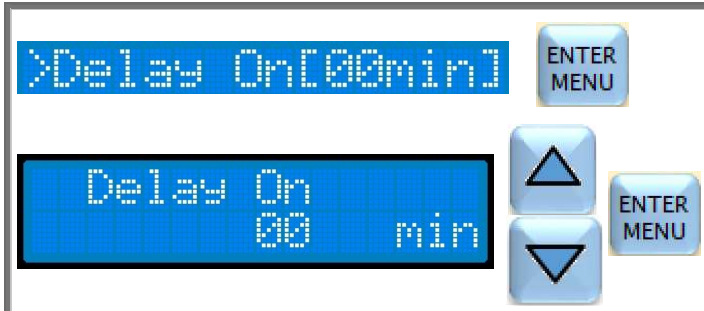 >Delay On[00min]
ENTER
MENU
Delay On
00 min
ENTER
MENU